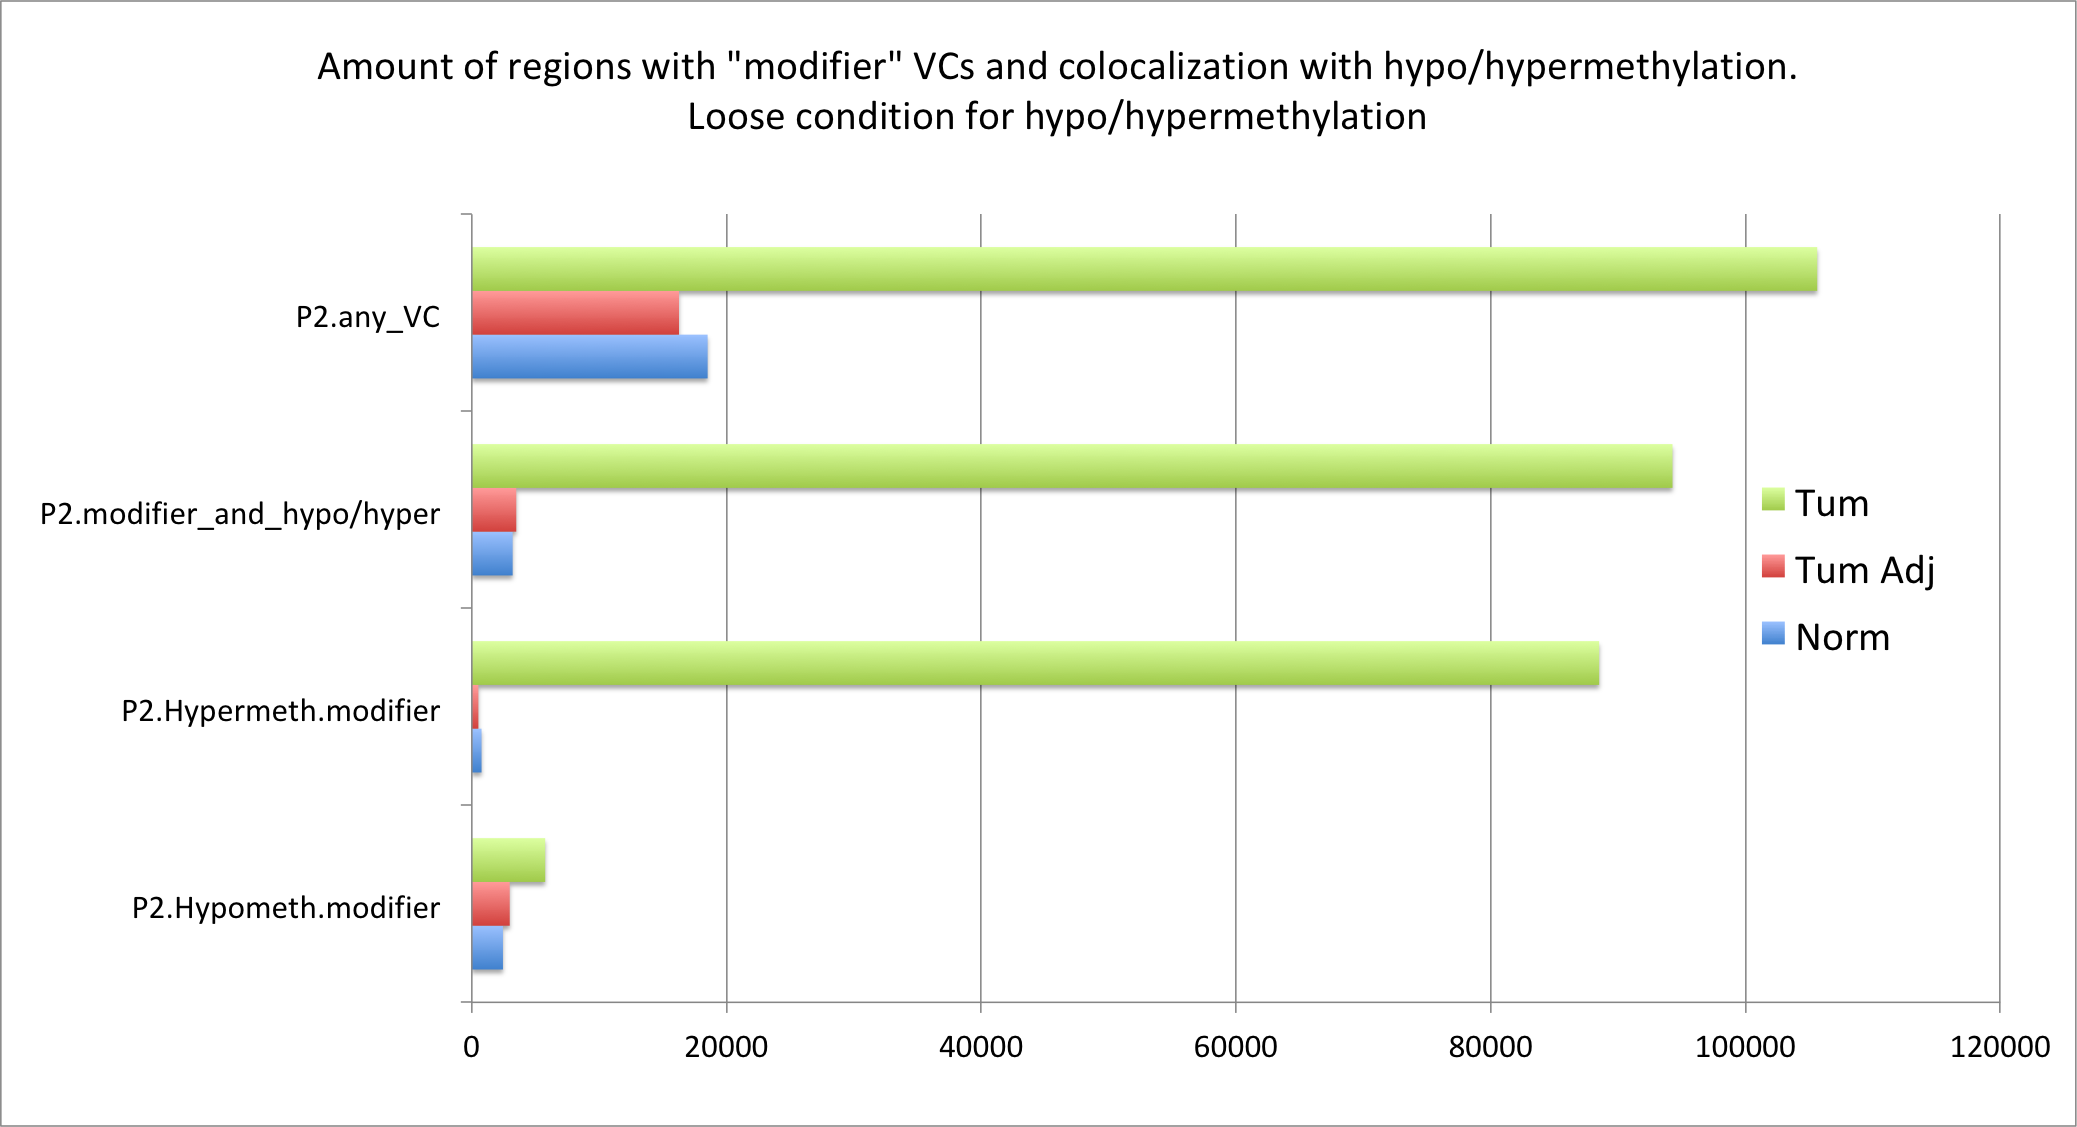 Amount of regions with "modifier" VCs and colocalization with hypo/hypermethylation.
Loose condition for hypo/hypermethylation
P2.any_VC
P2.modifier_and_hypo/hyper
P2.Hypermeth.modifier
P2.Hypometh.modifier
Tum
Tum Adj
Norm
0 20000 40000 60000 80000 100000 120000